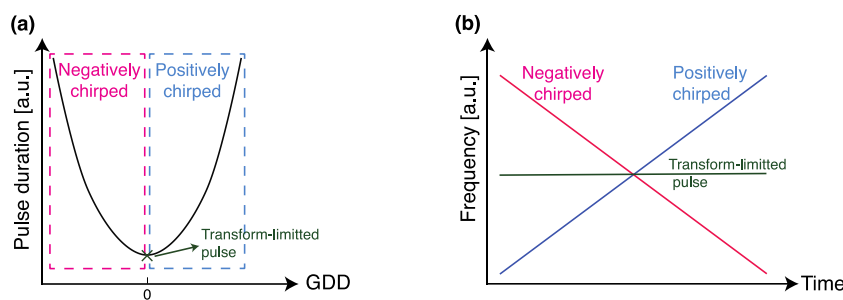 (a)
Pulse duration [a.u.]
Negatively
chirped
Positively
chirped
Transform-limitted
pulse
0
GDD
(b)
Frequency [a.u.]
Negatively
chirped
Positively
chirped
Transform-limitted
pulse
Time